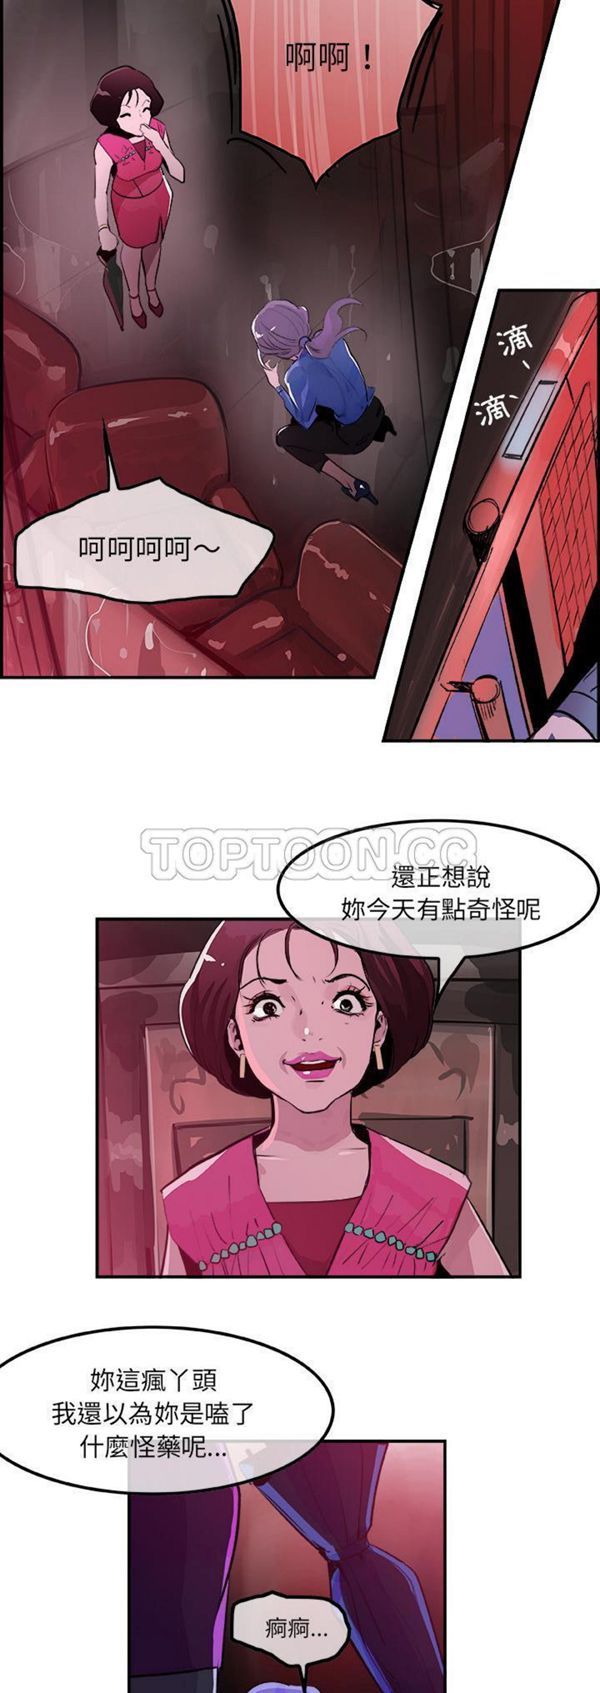 啊啊！
滴
滴
呵呵呵呵～
TOPTOON.CC
還正想說
妳今天有點奇怪呢
妳這瘋丫頭
我還以為妳是嗑了
什麼怪藥呢...
痾痾...